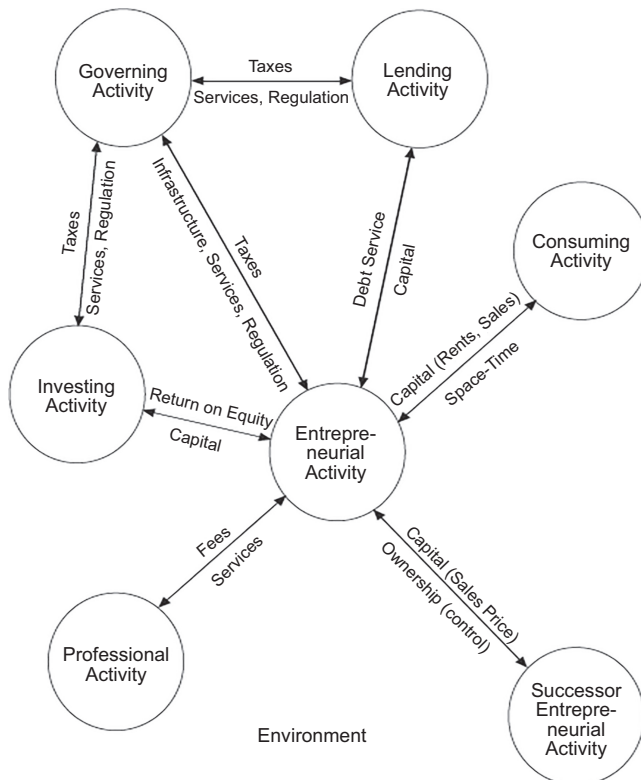 Governing
Activity
Taxes
Services, Regulation
Lending
Activity
Taxes
Services, Regulation
Taxes
Infrastructure, Services, Regulation
Debt Service
Capital
Consuming
Activity
Capital (Rents, Sales)
Space-Time
Investing
Activity
Return on Equity
Capital
Entrepre-
neurial
Activity
Fees
Services
Capital (Sales Price)
Ownership (control)
Professional
Activity
Successor
Entrepre-
neurial
Activity
Environment